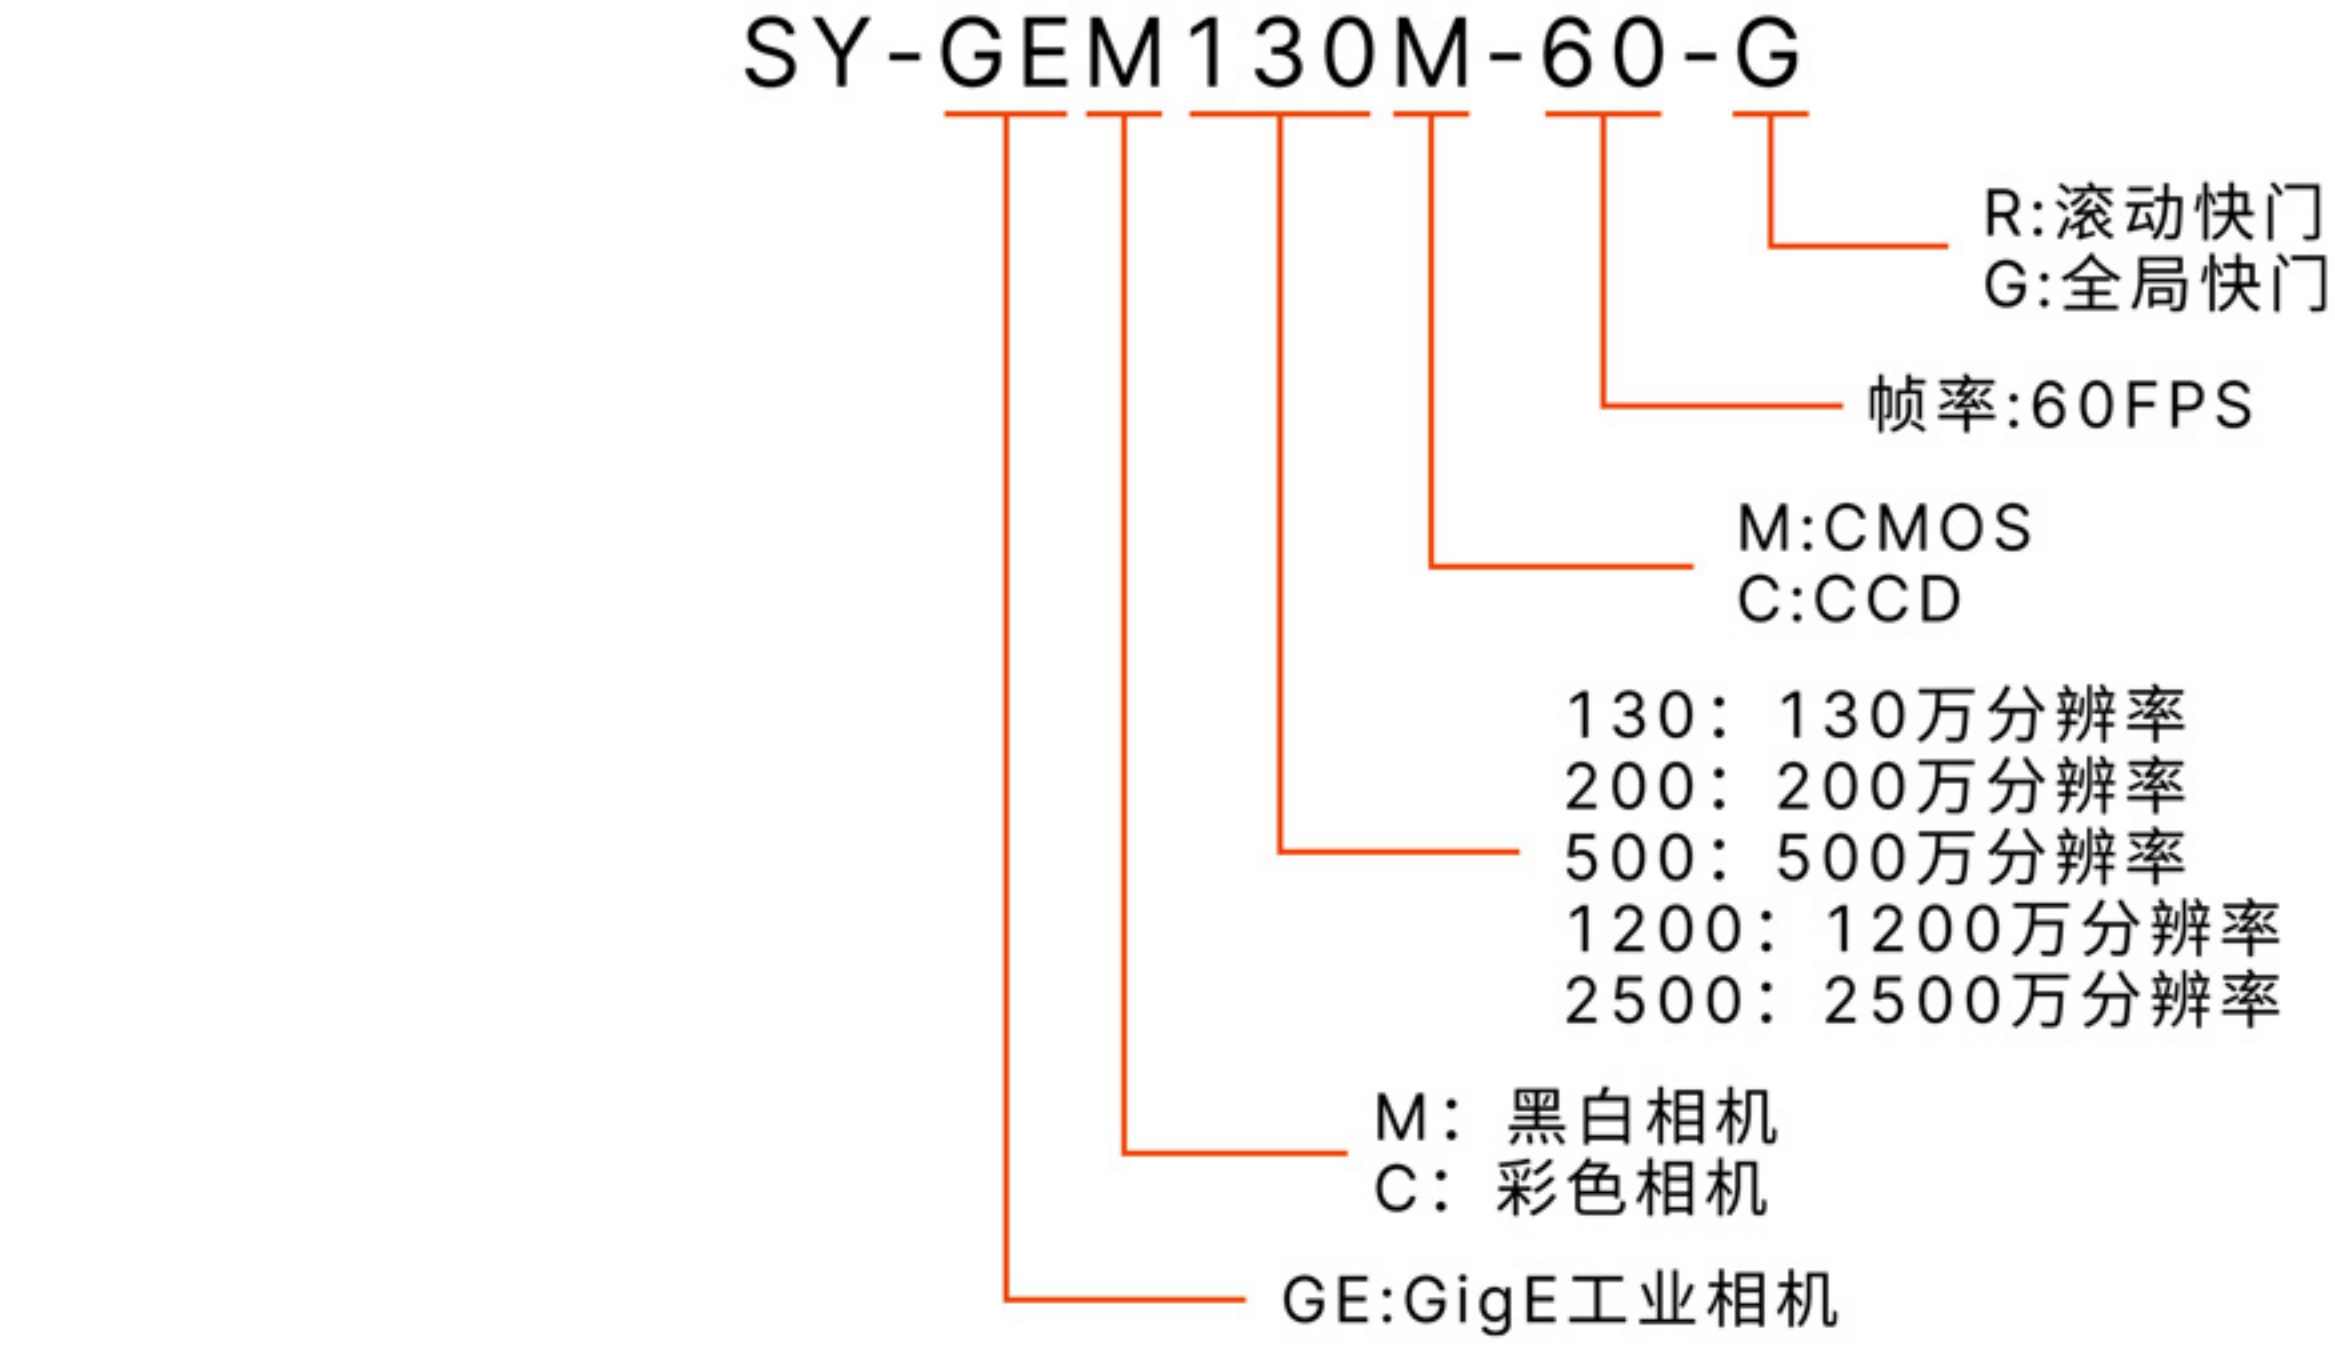 SY-GEM130M-60-G
R:滚动快门
G:全局快门
帧率:60FPS
M:CMOS
C:CCD
130：130万分辨率
200：200万分辨率
500：500万分辨率
1200：1200万分辨率
2500：2500万分辨率
M：黑白相机
C：彩色相机
GE:GigE工业相机